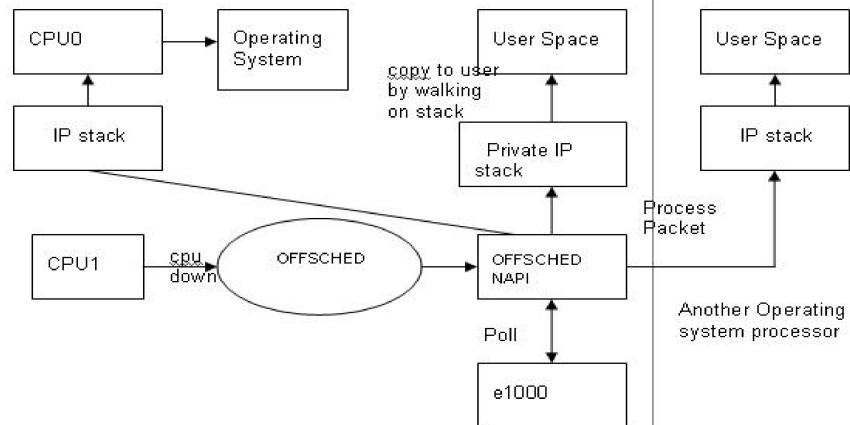 CPU0
Operating
System
User Space
User Space
copy to user
by walking
on stack
IP stack
Private IP
stack
IP stack
Process
Packet
CPU1
cpu
down
OFFSCHED
OFFSCHED
NAPI
Another Operating
system processor
Poll
e1000